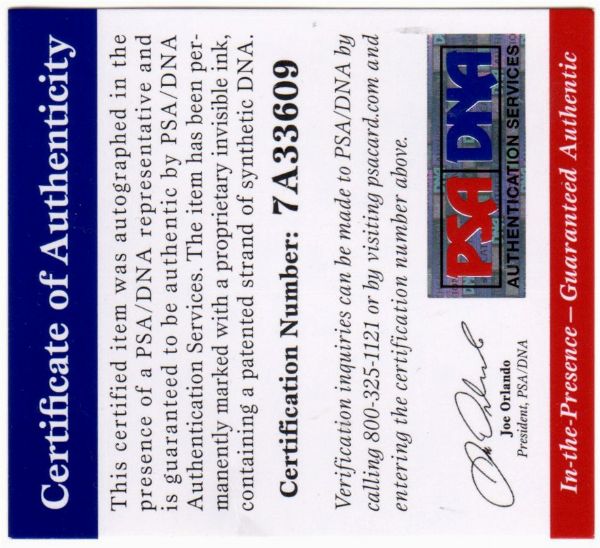 Certificate of Authenticity
This certified item was autographed in the
presence of a PSA/DNA representative and
is guaranteed to be authentic by PSA/DNA
Authentication Services. The item has been per-
manently marked with a proprietary invisible ink,
containing a patented strand of synthetic DNA.
Certification Number: 7A33609
Verification inquiries can be made to PSA/DNA by
calling 800-325-1121 or by visiting psacard.com and
entering the certification number above.
PSA DNA
AUTHENTICATION SERVICES
Joe Orlando
President, PSA/DNA
In-the-Presence – Guaranteed Authentic